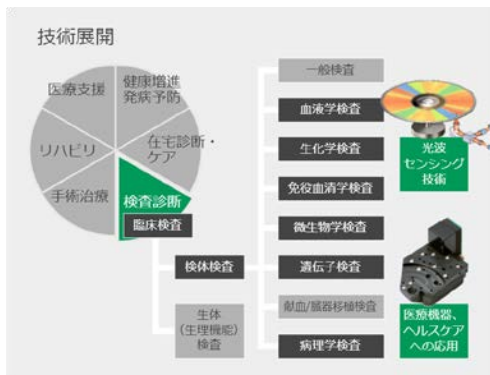 技術展開
医療支援
健康増進
発病予防
リハビリ
在宅診断・
ケア
手術治療
検査診断
臨床検査
検体検査
生体
(生理機能)
検査
一般検査
血液学検査
生化学検査
免疫血清学検査
微生物学検査
遺伝子検査
献血/臓器移植検査
病理学検査
光波
センシング
技術
医療機器、
ヘルスケア
への応用